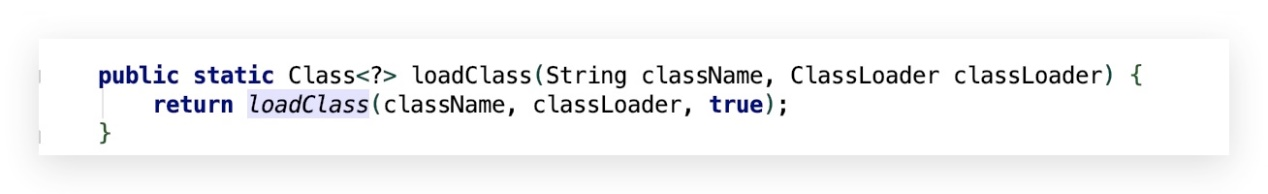 public static Class<?> loadClass(String className, ClassLoader classLoader) {
return loadClass(className, classLoader, true);
}